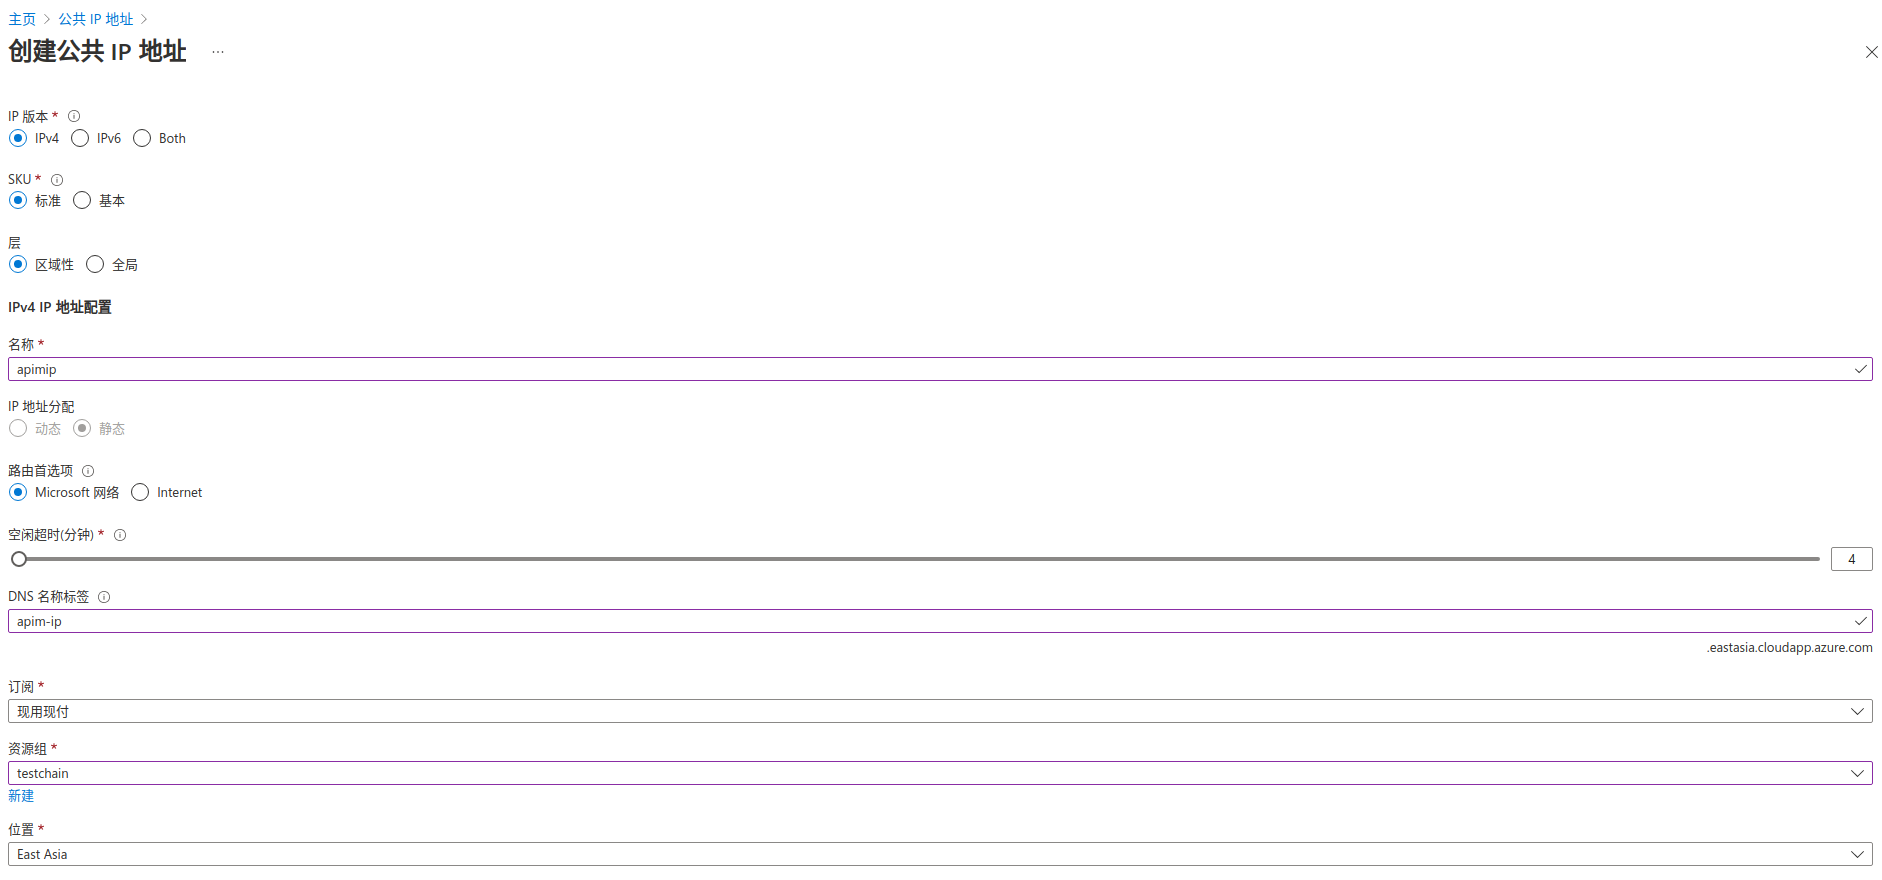 主页 > 公共 IP 地址 >
创建公共 IP 地址 ···
IP 版本 *
IPv4 IPv6 Both
SKU *
标准 基本
层
区域性 全局
IPv4 IP 地址配置
名称 *
apimip
IP 地址分配
动态 静态
路由首选项
Microsoft 网络 Internet
空闲超时(分钟) *
4
DNS 名称标签
apim-ip
.eastasia.cloudapp.azure.com
订阅 *
现用现付
资源组 *
testchain
新建
位置 *
East Asia